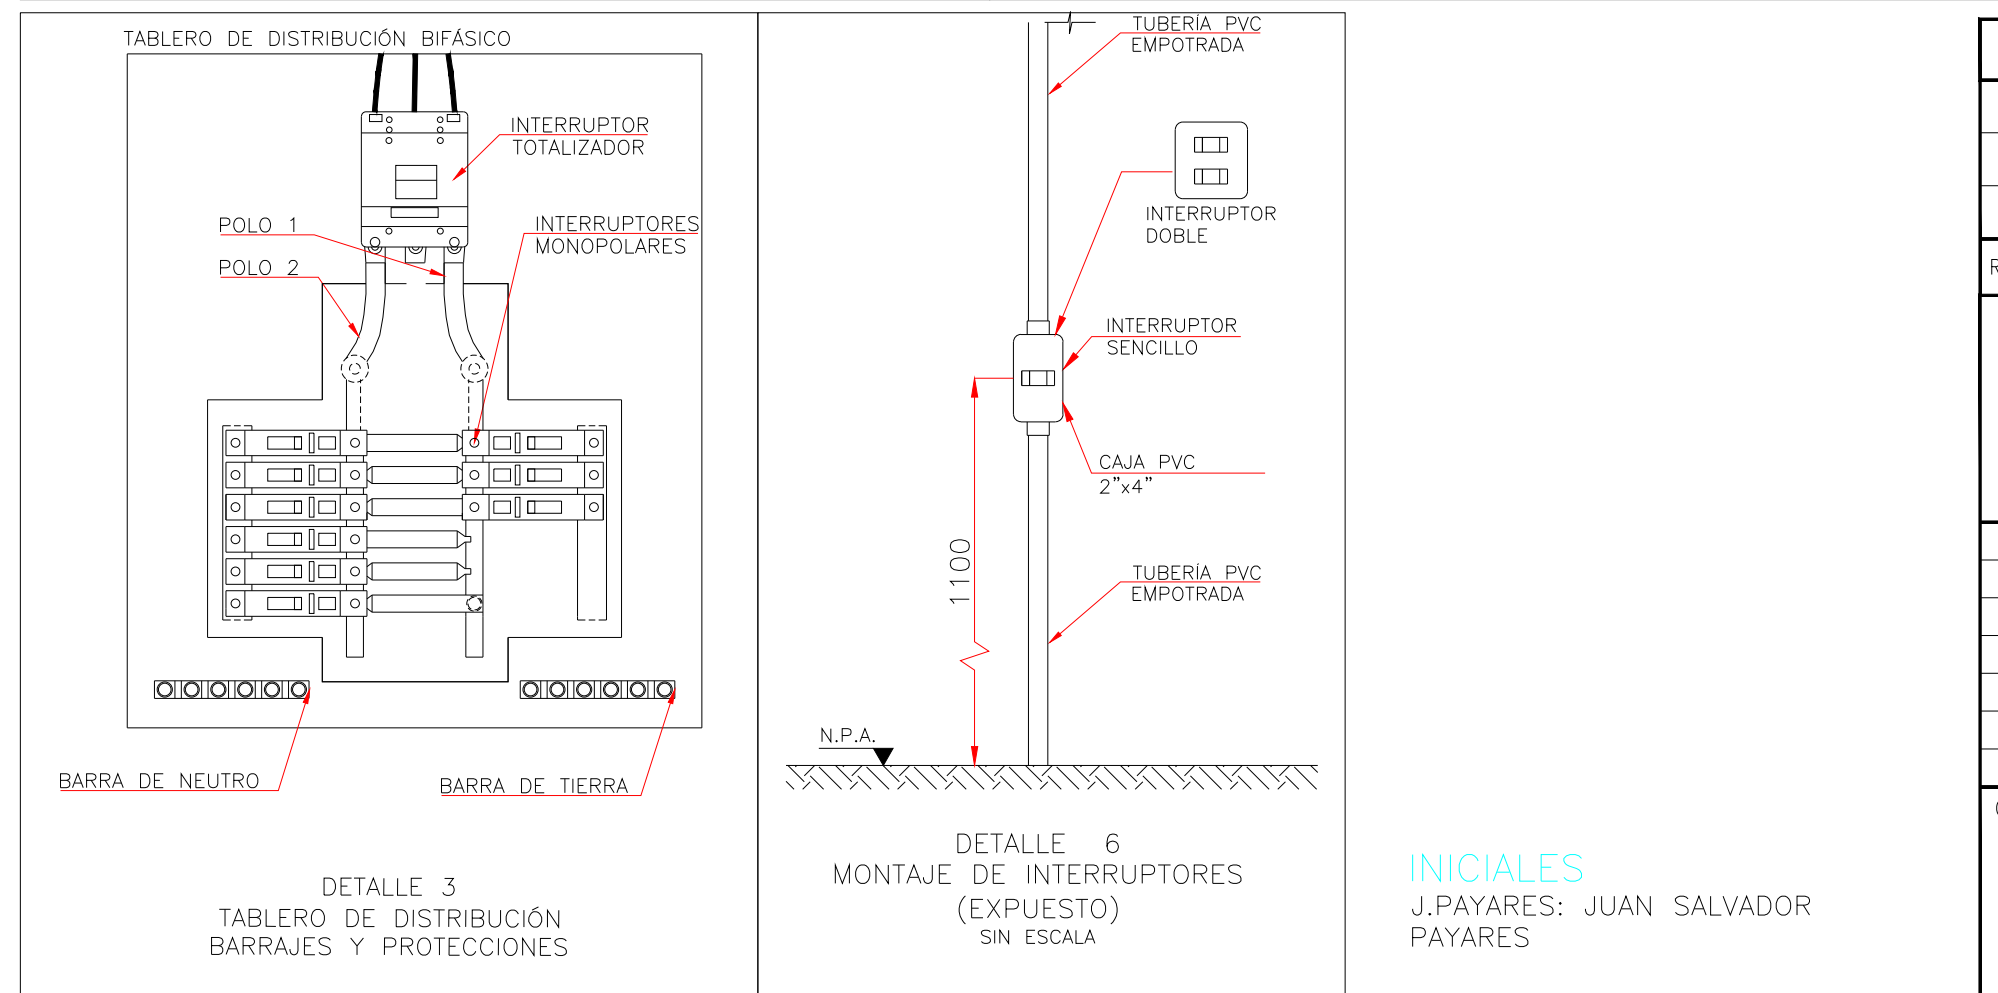 TABLERO DE DISTRIBUCIÓN BIFÁSICO
INTERRUPTOR
TOTALIZADOR
POLO 1
INTERRUPTORES
MONOPOLARES
POLO 2
BARRA DE NEUTRO
BARRA DE TIERRA
DETALLE 3
TABLERO DE DISTRIBUCIÓN
BARRAJES Y PROTECCIONES
TUBERÍA PVC
EMPOTRADA
INTERRUPTOR
DOBLE
INTERRUPTOR
SENCILLO
CAJA PVC
2"x4"
1100
TUBERÍA PVC
EMPOTRADA
N.P.A.
DETALLE 6
MONTAJE DE INTERRUPTORES
(EXPUESTO)
SIN ESCALA
INICIALES
J.PAYARES: JUAN SALVADOR
PAYARES